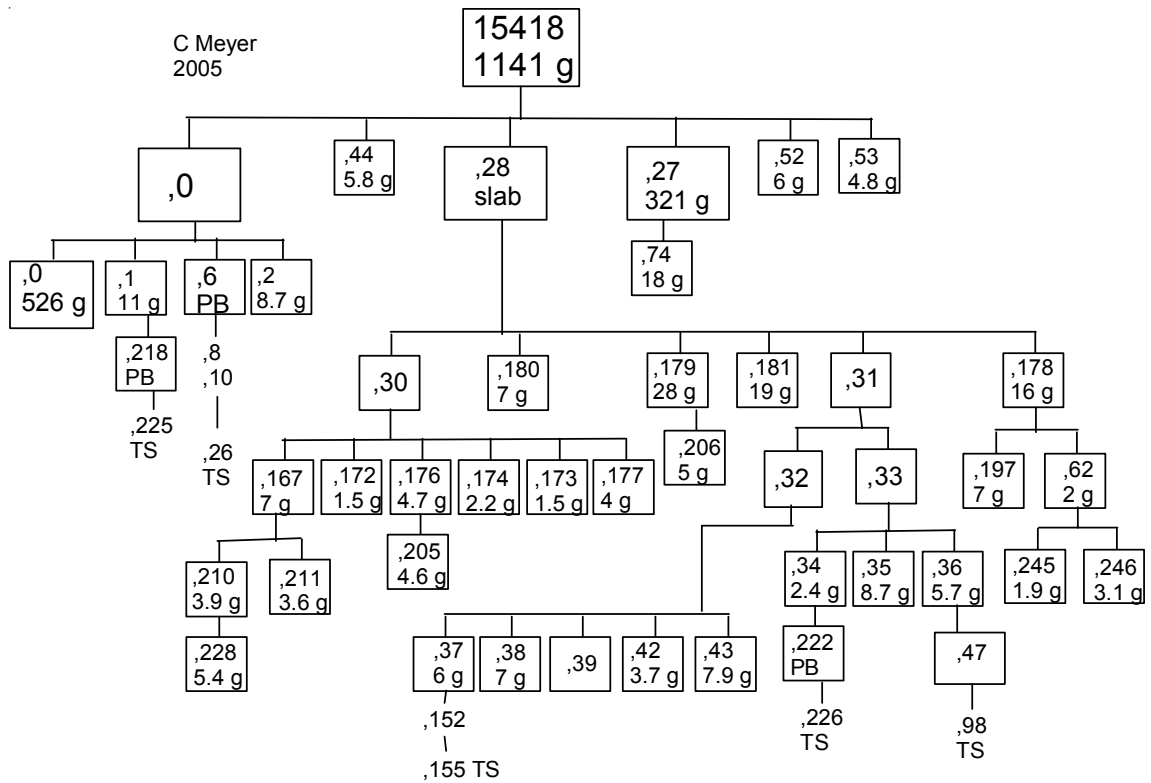 C Meyer
2005
15418
1141 g
,0
,44
5.8 g
,28
slab
,27
321 g
,52
6 g
,53
4.8 g
,74
18 g
,0
526 g
,1
11 g
,6
PB
,2
8.7 g
,218
PB
,225
TS
,8
,10
,26
TS
,30
,180
7 g
,179
28 g
,181
19 g
,31
,178
16 g
,206
5 g
,167
7 g
,172
1.5 g
,176
4.7 g
,174
2.2 g
,173
1.5 g
,177
4 g
,32
,33
,197
7 g
,62
2 g
,210
3.9 g
,211
3.6 g
,205
4.6 g
,34
2.4 g
,35
8.7 g
,36
5.7 g
,245
1.9 g
,246
3.1 g
,228
5.4 g
,37
6 g
,38
7 g
,39
,42
3.7 g
,43
7.9 g
,222
PB
,47
,152
,155 TS
,226
TS
,98
TS